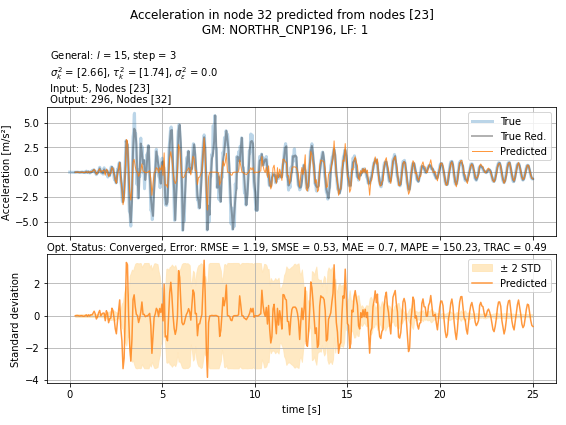 Acceleration in node 32 predicted from nodes [23]
GM: NORTHR_CNP196, LF: 1
General: l = 15, step = 3
σ²ₖ = [2.66], τ²ₖ = [1.74], σ²ε = 0.0
Input: 5, Nodes [23]
Output: 296, Nodes [32]
Acceleration [m/s²]
5.0
2.5
0.0
−2.5
−5.0
True
True Red.
Predicted
Opt. Status: Converged, Error: RMSE = 1.19, SMSE = 0.53, MAE = 0.7, MAPE = 150.23, TRAC = 0.49
Standard deviation
2
0
−2
−4
± 2 STD
Predicted
0 5 10 15 20 25
time [s]